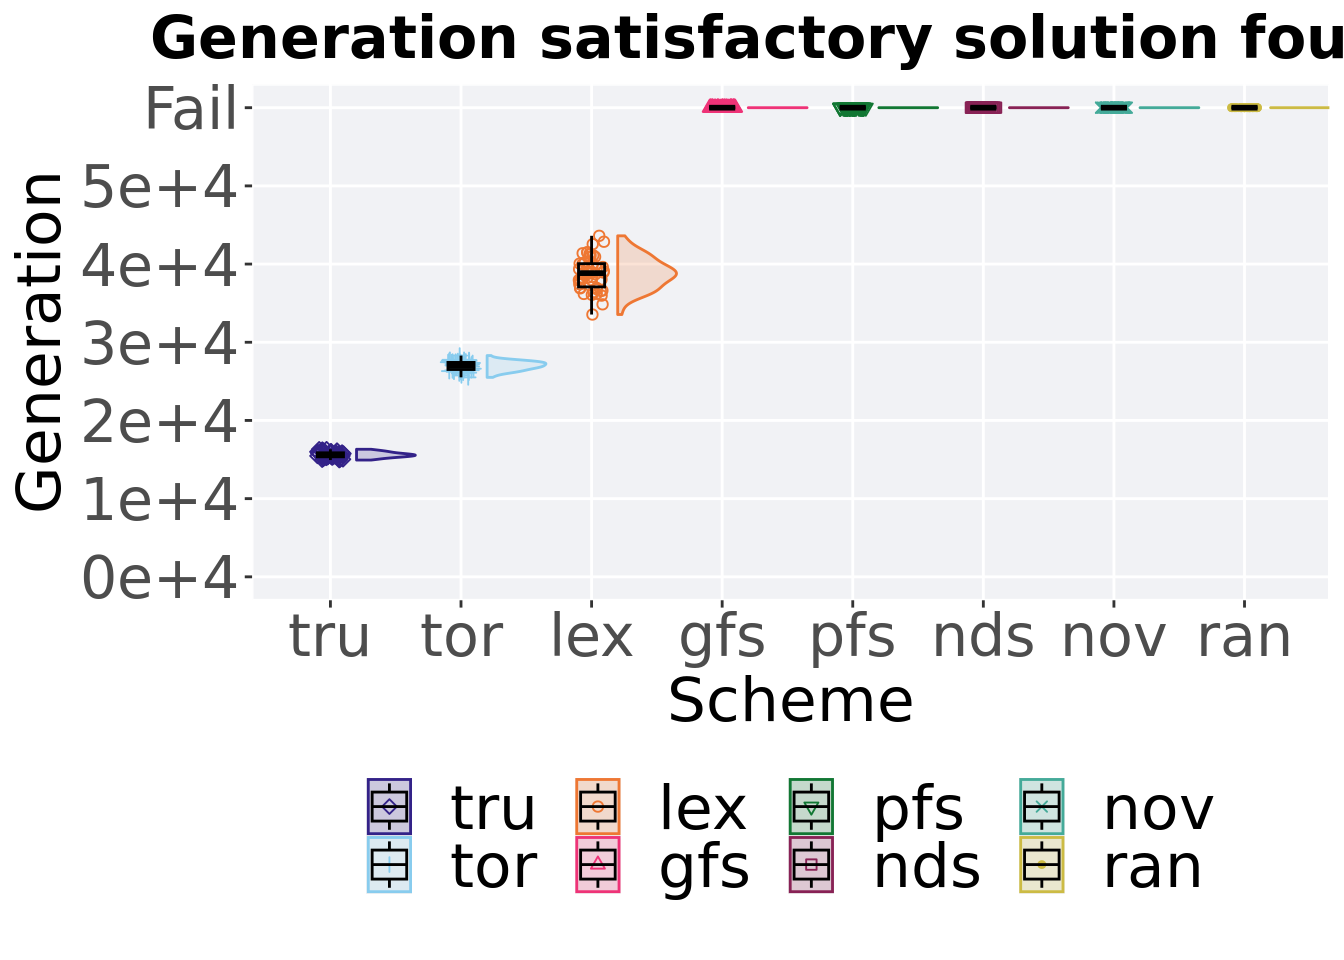 Generation satisfactory solution fou
Generation
Fail
5e+4
4e+4
3e+4
2e+4
1e+4
0e+4
tru tor lex gfs pfs nds nov ran
Scheme
tru lex pfs nov
tor gfs nds ran